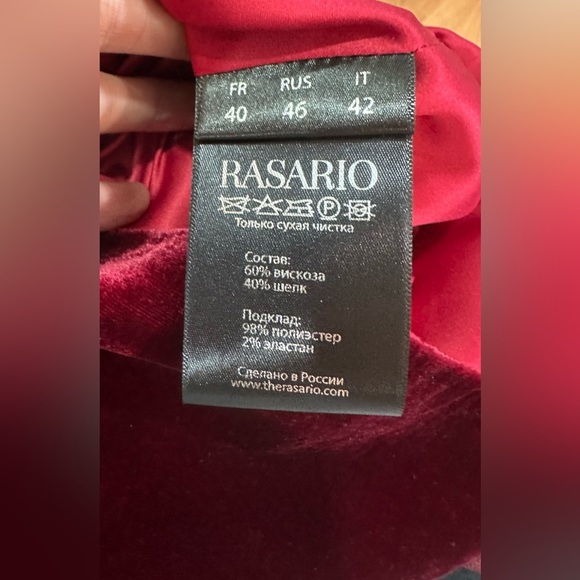 FR RUS IT
40 46 42
RASARIO
Только сухая чистка
Состав:
60% вискоза
40% шелк
Подклад:
98% полиэстер
2% эластан
Сделано в России
www.therasario.com